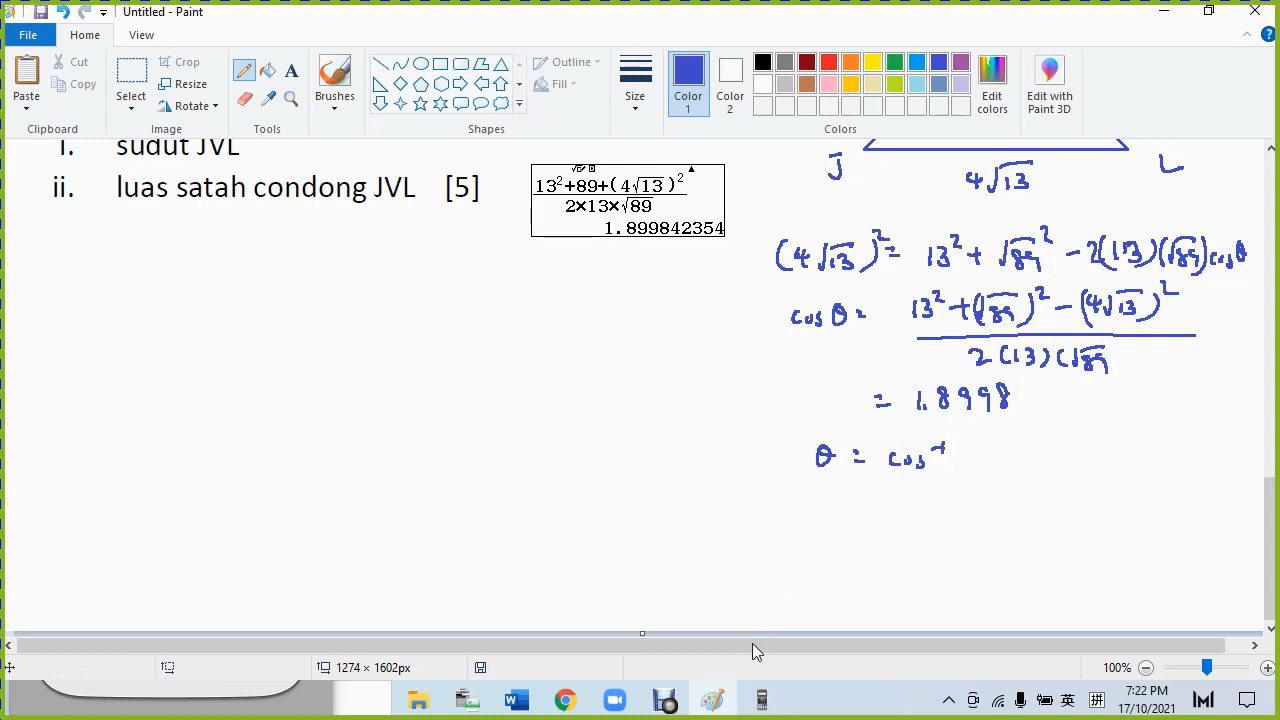 Untitled - Paint
File
Home
View
Paste
Cut
Copy
Clipboard
Select
Crop
Resize
Rotate
Image
A
Tools
Brushes
Outline
Fill
Shapes
Size
Color 1
Color 2
Edit colors
Colors
Edit with Paint 3D
i. sudut JVL
ii. luas satah condong JVL [5]
13²+89+(4√13)²
2×13×√89
1.899842354
J
L
4√13
(4√13)² = 13² + √89² - 2(13)(√89) cos θ
cos θ = 13² + (√89)² - (4√13)²
2(13)(√89
= 1.8998
θ = cos⁻
1274 × 1602px
100%
英
拼
7:22 PM
17/10/2021